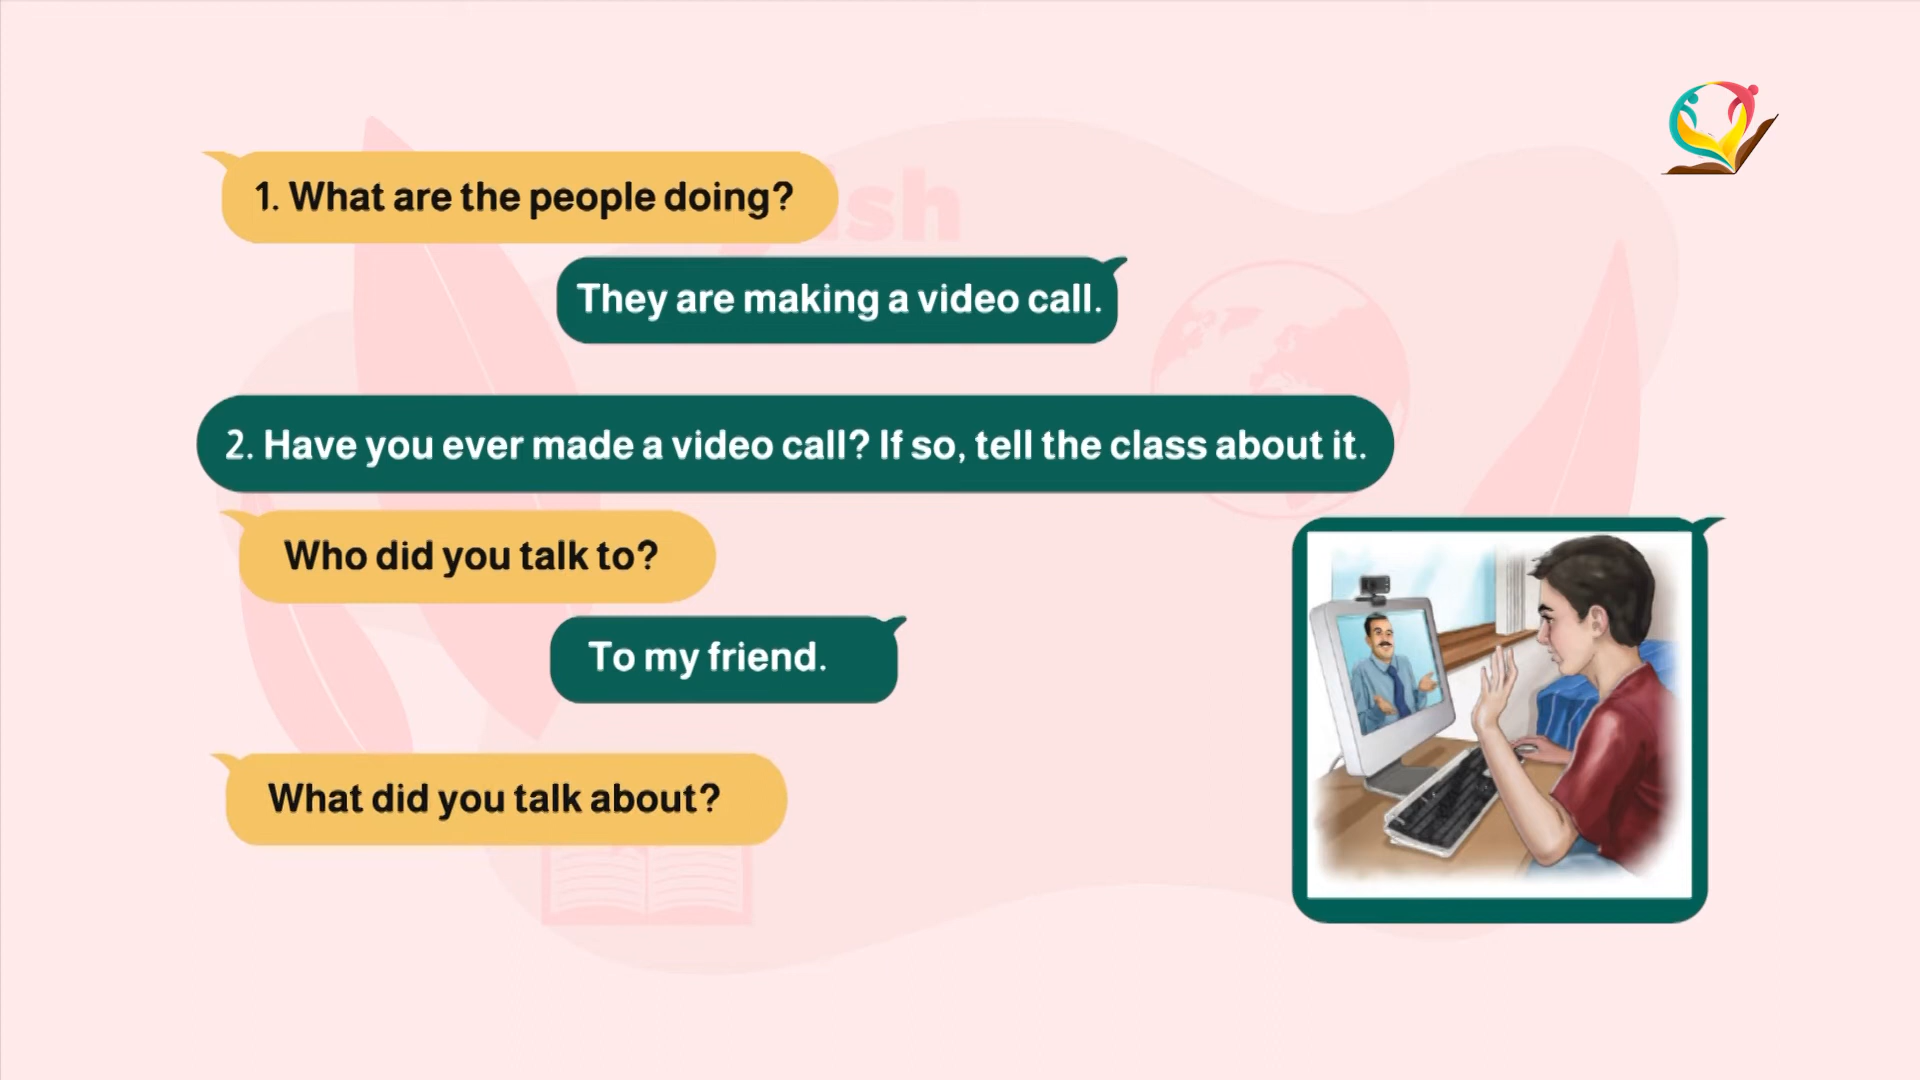 1. What are the people doing?
They are making a video call.
2. Have you ever made a video call? If so, tell the class about it.
Who did you talk to?
To my friend.
What did you talk about?